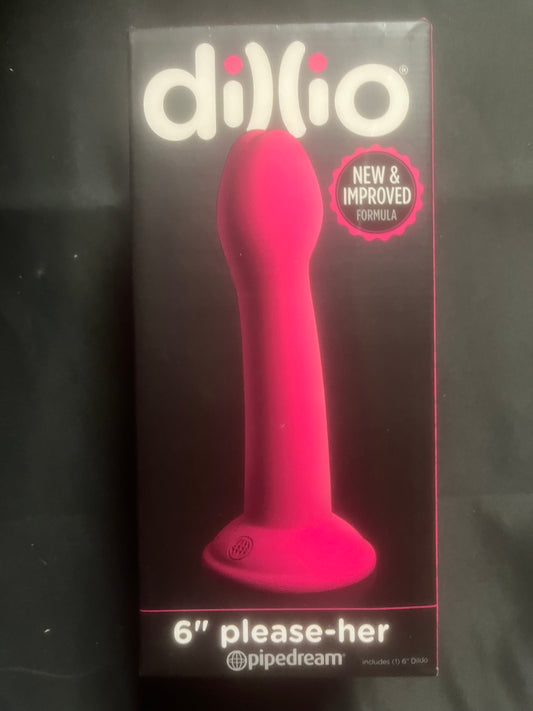 dillio®
NEW &
IMPROVED
FORMULA
6" please-her
pipedream®
includes (1) 6" Dildo